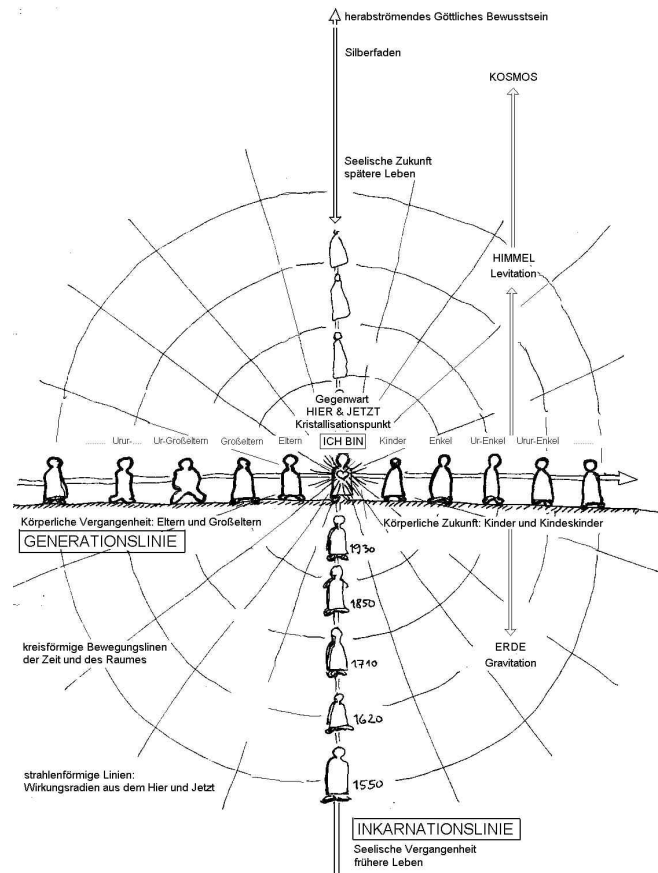 herabströmendes Göttliches Bewusstsein
Silberfaden
KOSMOS
Seelische Zukunft
spätere Leben
HIMMEL
Levitation
Gegenwart
HIER & JETZT
Kristallisationspunkt
........ Urur-.... Ur-Großeltern Großeltern Eltern ICH BIN Kinder Enkel Ur-Enkel Urur-Enkel ........
Körperliche Vergangenheit: Eltern und Großeltern
Körperliche Zukunft: Kinder und Kindeskinder
GENERATIONSLINIE
1930
1850
kreisförmige Bewegungslinen
der Zeit und des Raumes
1710
ERDE
Gravitation
1620
strahlenförmige Linien:
Wirkungsradien aus dem Hier und Jetzt
1550
INKARNATIONSLINIE
Seelische Vergangenheit
frühere Leben